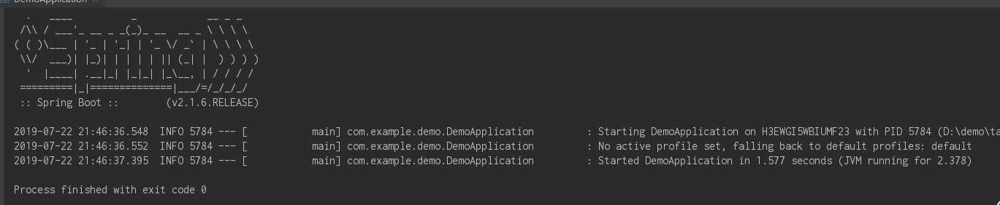 DemoApplication
  .   ____          _            __ _ _
 /\\ / ___'_ __ _ _(_)_ __  __ _ \ \ \ \
( ( )\___ | '_ | '_| | '_ \/ _` | \ \ \ \
 \\/  ___)| |_)| | | | | || (_| |  ) ) ) )
  '  |____| .__|_| |_|_| |_\__, | / / / /
 =========|_|==============|___/=/_/_/_/
 :: Spring Boot ::        (v2.1.6.RELEASE)
2019-07-22 21:46:36.548  INFO 5784 --- [           main] com.example.demo.DemoApplication         : Starting DemoApplication on H3EWGI5WBIUMF23 with PID 5784 (D:\demo\ta
2019-07-22 21:46:36.552  INFO 5784 --- [           main] com.example.demo.DemoApplication         : No active profile set, falling back to default profiles: default
2019-07-22 21:46:37.395  INFO 5784 --- [           main] com.example.demo.DemoApplication         : Started DemoApplication in 1.577 seconds (JVM running for 2.378)
Process finished with exit code 0